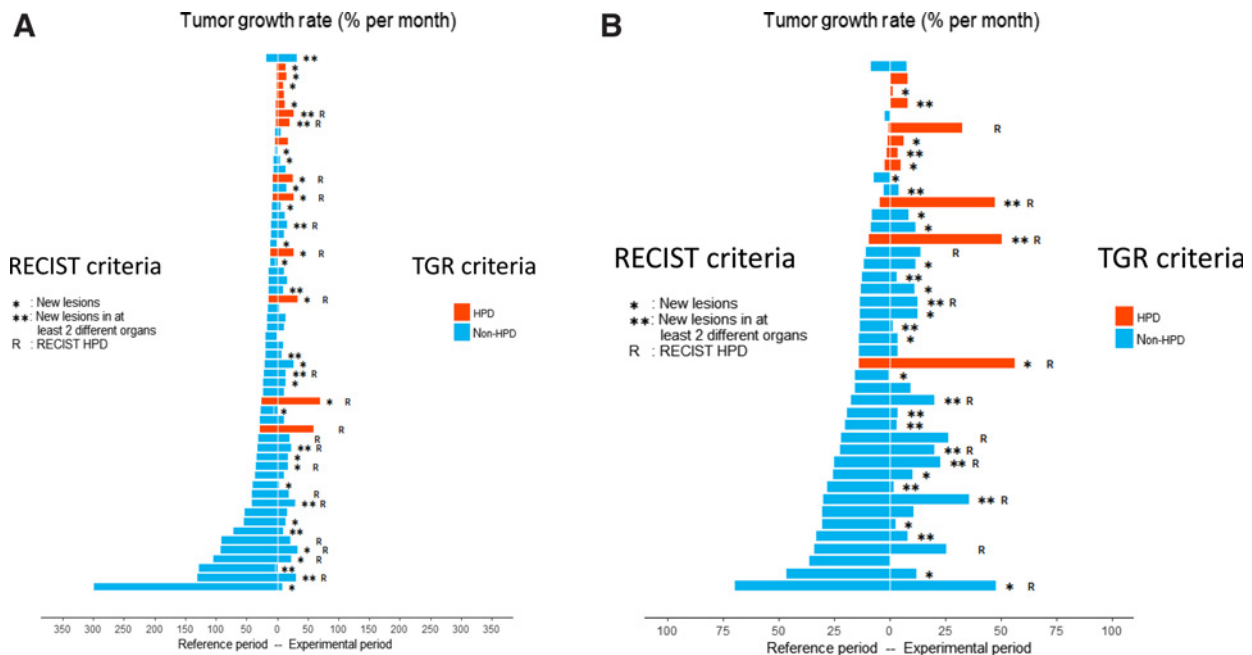 A
Tumor growth rate (% per month)
** 
*
*
*
*
** R
** R
*
*
* R
*
* R
*
** R
*
* R
*
**
* R
**
*
** R
*
* R
*
R
R
** R
*
* R
*
R
** R
*
**
R
* R
* R
**
** R
*
RECIST criteria
* : New lesions
** : New lesions in at
least 2 different organs
R : RECIST HPD
TGR criteria
HPD
Non-HPD
350 300 250 200 150 100 50 0 50 100 150 200 250 300 350
Reference period -- Experimental period
B
Tumor growth rate (% per month)
*
**
R
*
**
*
*
**
** R
*
*
** R
R
*
**
*
** R
*
**
*
* R
*
** R
**
**
R
** R
** R
*
**
** R
*
**
R
*
* R
RECIST criteria
* : New lesions
**: New lesions in at
least 2 different organs
R : RECIST HPD
TGR criteria
HPD
Non-HPD
100 75 50 25 0 25 50 75 100
Reference period -- Experimental period